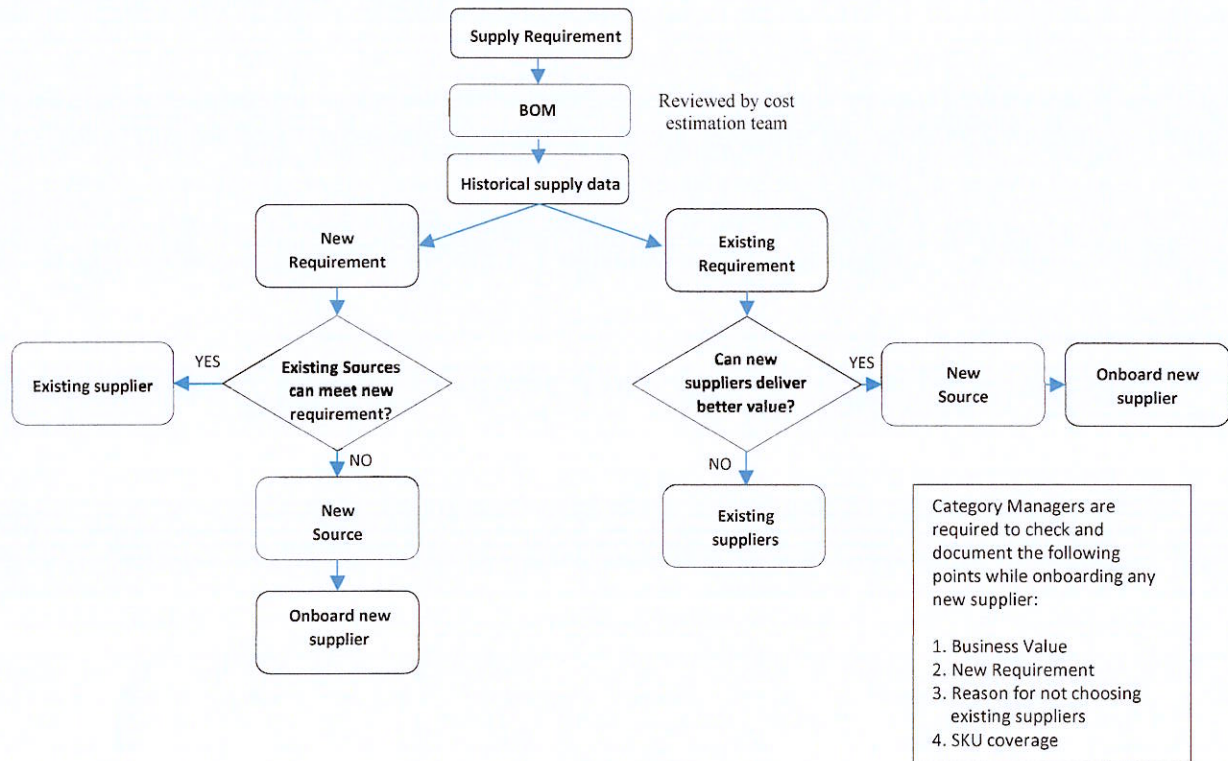 Supply Requirement
BOM
Reviewed by cost
estimation team
Historical supply data
New
Requirement
Existing
Requirement
YES
Existing supplier
Existing Sources
can meet new
requirement?
NO
New
Source
Onboard new
supplier
Can new
suppliers deliver
better value?
YES
New
Source
Onboard new
supplier
NO
Existing
suppliers
Category Managers are
required to check and
document the following
points while onboarding any
new supplier:
1. Business Value
2. New Requirement
3. Reason for not choosing
existing suppliers
4. SKU coverage